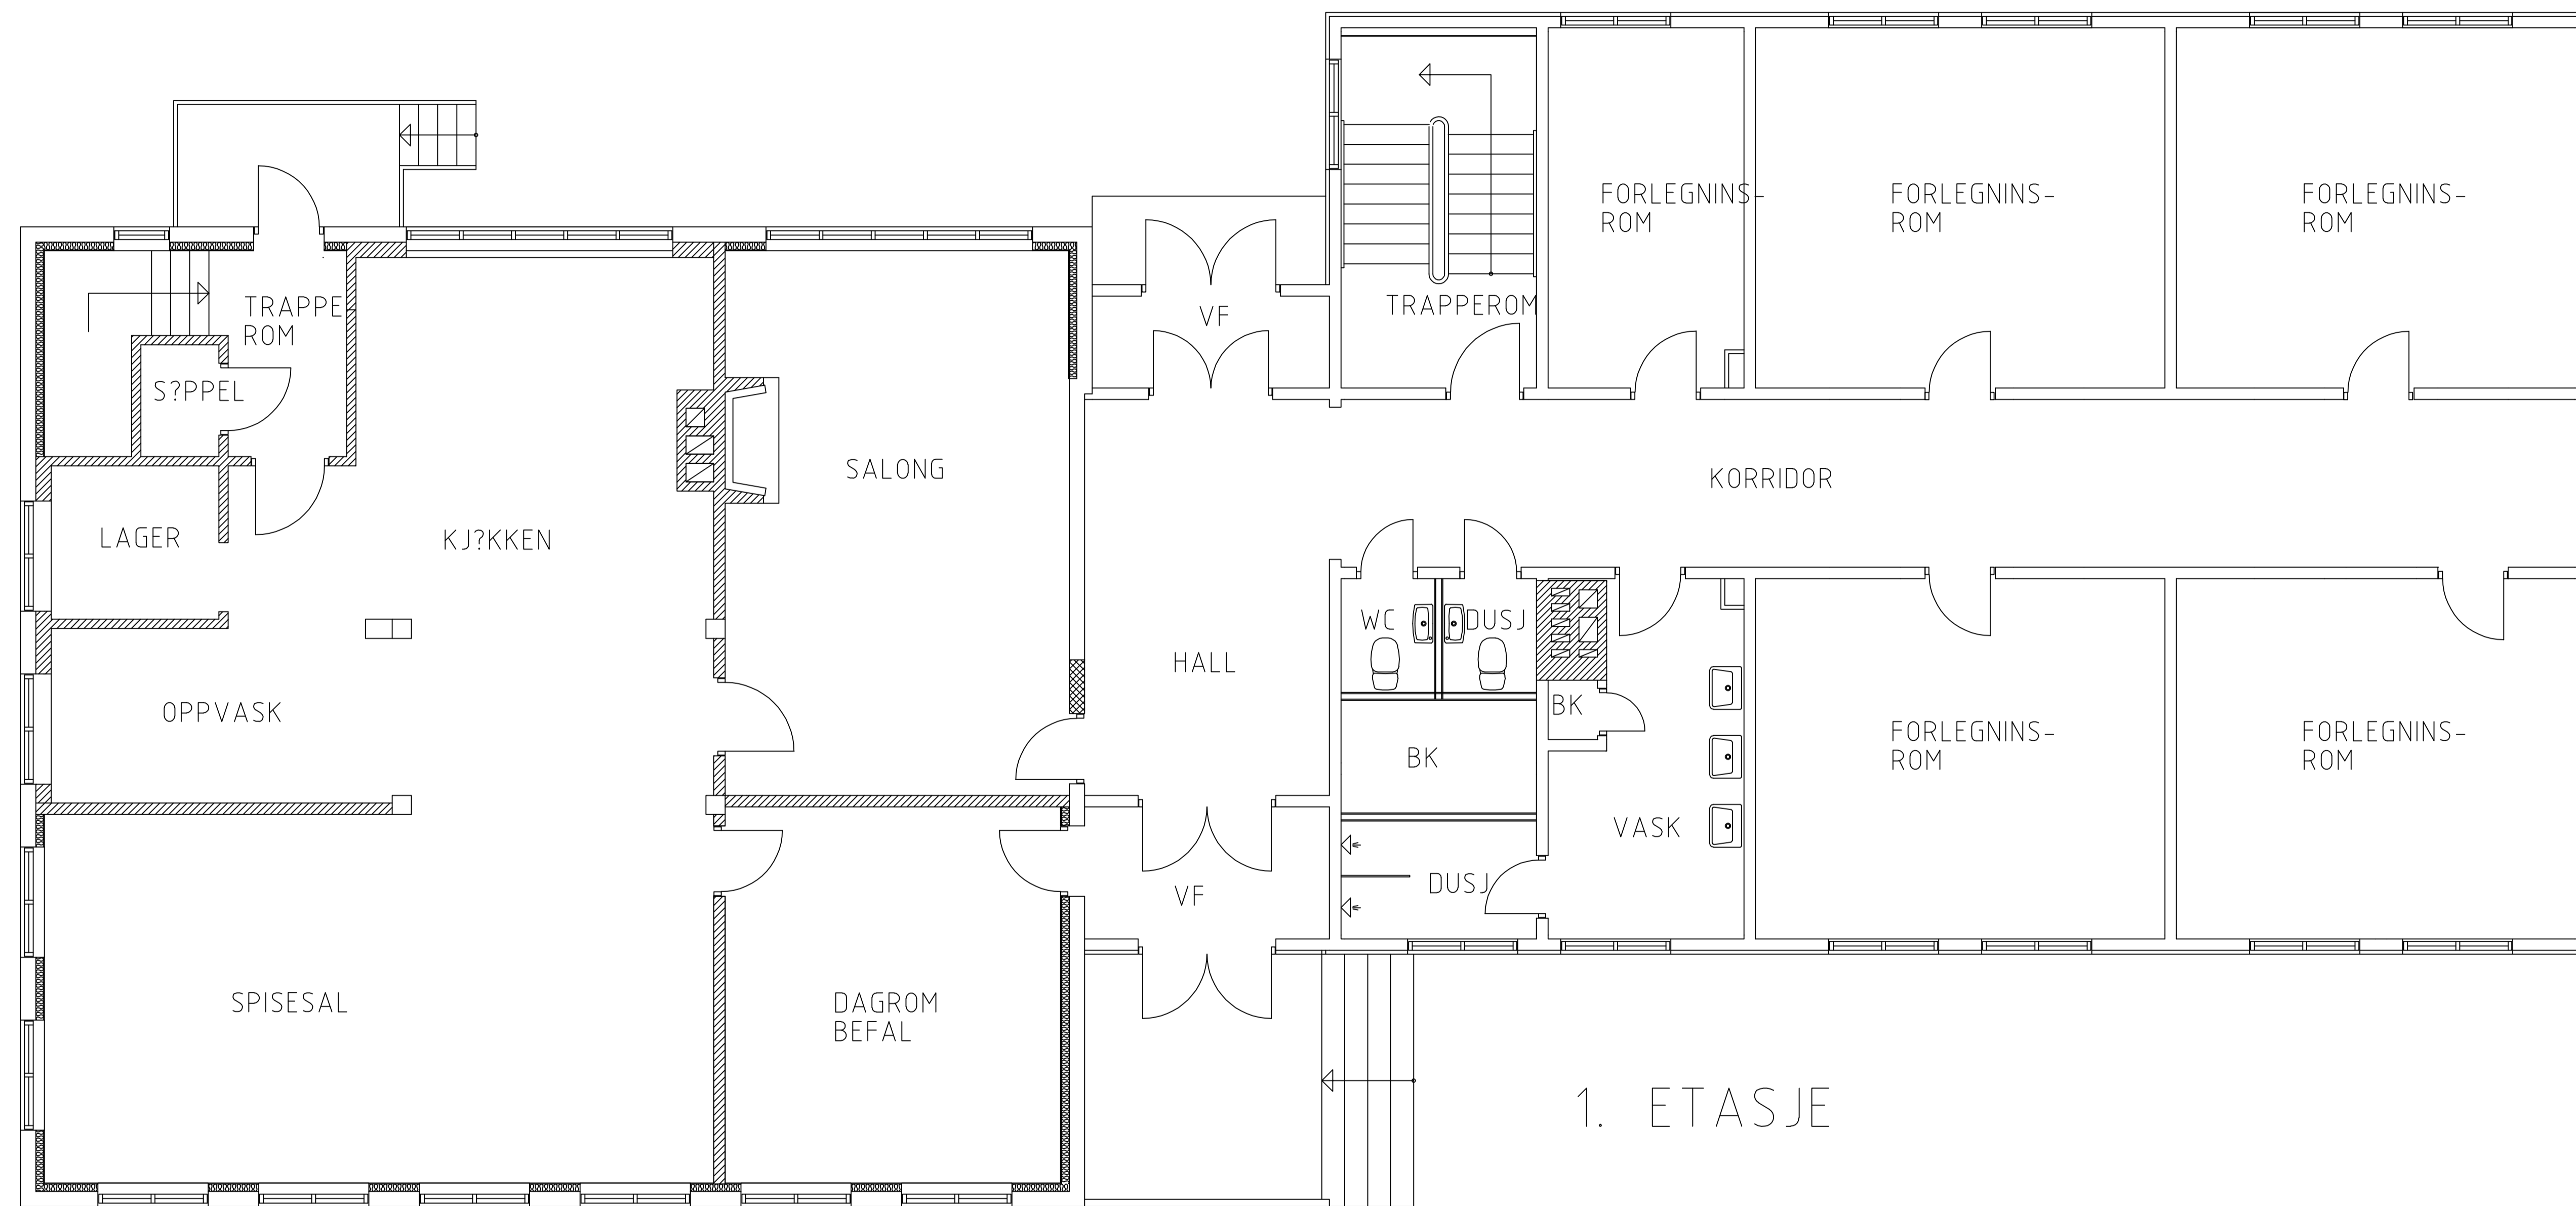 FORLEGNINS-
ROM
FORLEGNINS-
ROM
FORLEGNINS-
ROM
TRAPPE
ROM
VF
TRAPPEROM
S?PPEL
SALONG
KORRIDOR
LAGER
KJ?KKEN
WC
DUSJ
HALL
BK
OPPVASK
BK
FORLEGNINS-
ROM
FORLEGNINS-
ROM
VASK
DUSJ
VF
SPISESAL
DAGROM
BEFAL
1. ETASJE